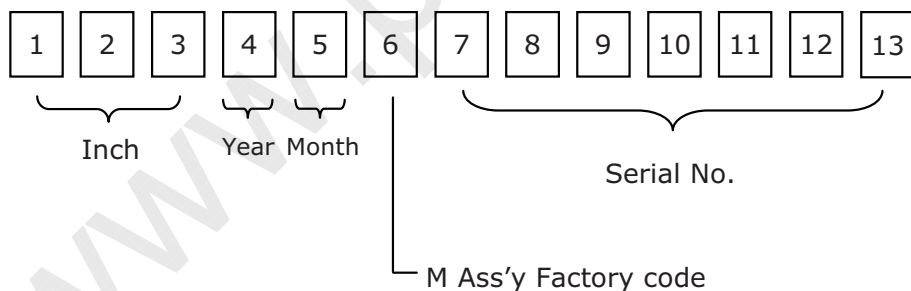 1 2 3 4 5 6 7 8 9 10 11 12 13
Inch Year Month Serial No.
M Ass'y Factory code
www.p